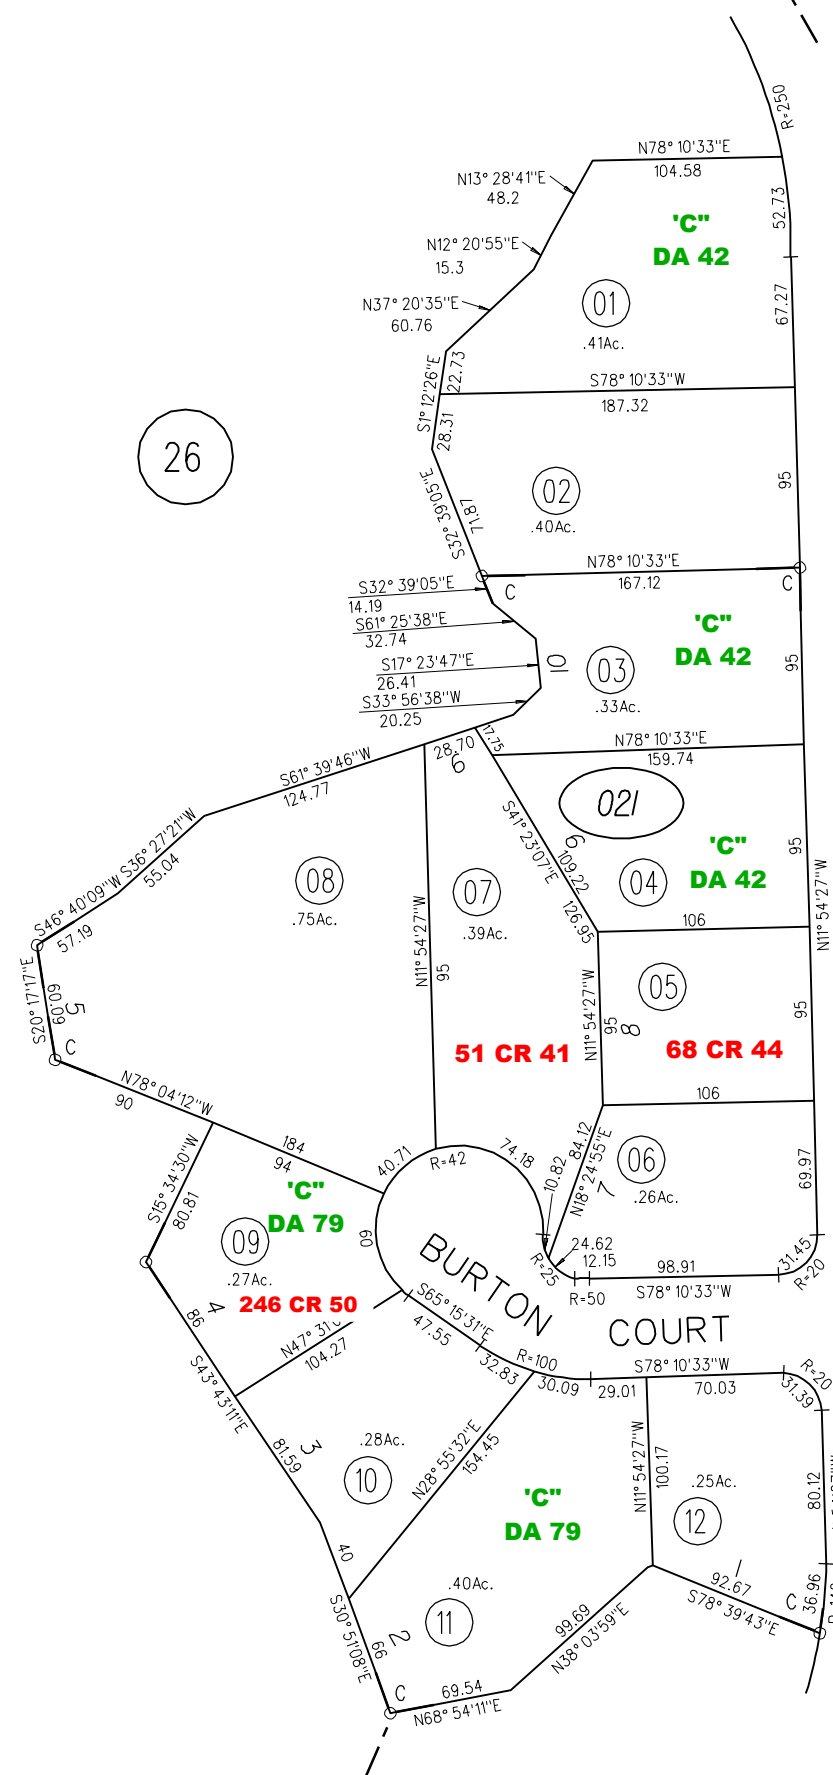 R=250
N78° 10'33"E
104.58
N13° 28'41"E
48.2
52.73
'C"
DA 42
N12° 20'55"E
15.3
N37° 20'35"E
60.76
01
.41Ac.
67.27
S1° 12'26"E
22.73
S78° 10'33"W
187.32
28.31
26
S32° 39'05"E
71.87
02
.40Ac.
95
N78° 10'33"E
167.12
C
C
S32° 39'05"E
14.19
S61° 25'38"E
32.74
S17° 23'47"E
26.41
S33° 56'38"W
20.25
10
'C"
DA 42
03
.33Ac.
95
17.75
N78° 10'33"E
159.74
28.70
9
S61° 39'46"W
124.77
021
S36° 27'21"W
55.04
S41° 23'07"E
109.22
126.95
6
'C"
DA 42
95
08
.75Ac.
07
.39Ac.
04
106
N11° 54'27"W
S46° 40'09"W
57.19
N11° 54'27"W
95
S20° 17'17"E
60.09
5
C
05
N11° 54'27"W
95
8
95
51 CR 41
68 CR 44
N78° 04'12"W
90
106
184
94
40.71
R=42
74.18
10.82
84.12
N18° 24'55"E
7
06
.26Ac.
69.97
S15° 34'30"W
80.81
'C"
DA 79
09
.27Ac.
60
BURTON
COURT
24.62
12.15
R=25
R=50
98.91
S78° 10'33"W
31.45
R=20
246 CR 50
4
86
N47° 31'
104.27
S65° 15'31"E
47.55
32.83
R=100
30.09
29.01
S78° 10'33"W
70.03
R=20
31.39
S43° 43'11"E
81.59
3
.28Ac.
10
N28° 55'32"E
154.45
N11° 54'27"W
100.17
.25Ac.
12
80.12
'C"
DA 79
40
.40Ac.
11
S30° 51'08"E
66
2
99.69
N38° 03'59"E
1
92.67
S78° 39'43"E
C
36.96
C
69.54
N68° 54'11"E